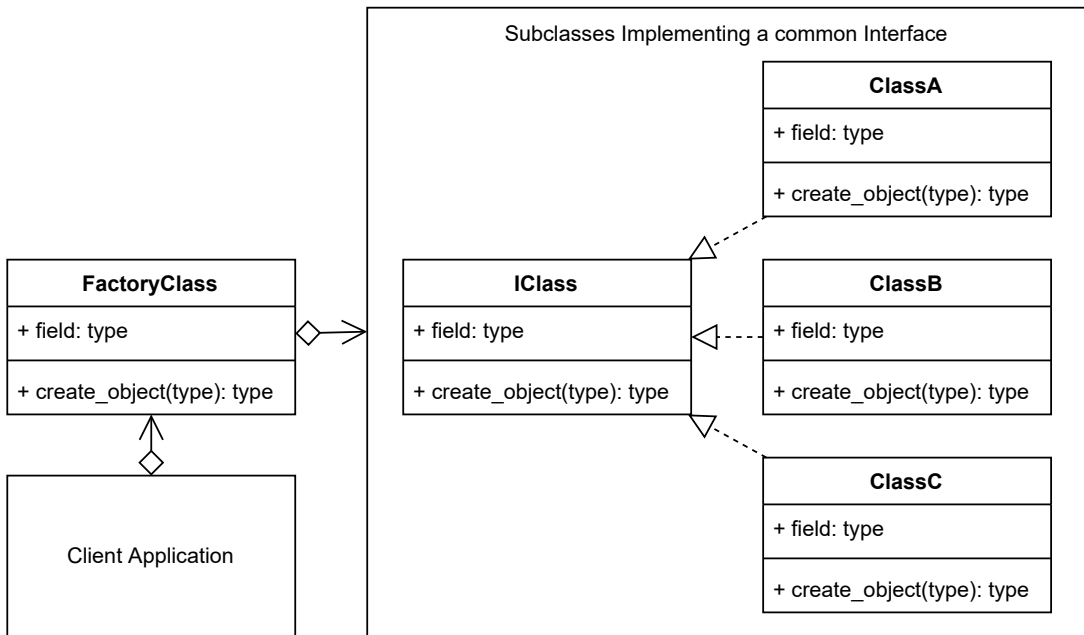 Subclasses Implementing a common Interface
ClassA
+ field: type
+ create_object(type): type
FactoryClass
+ field: type
+ create_object(type): type
IClass
+ field: type
+ create_object(type): type
ClassB
+ field: type
+ create_object(type): type
Client Application
ClassC
+ field: type
+ create_object(type): type